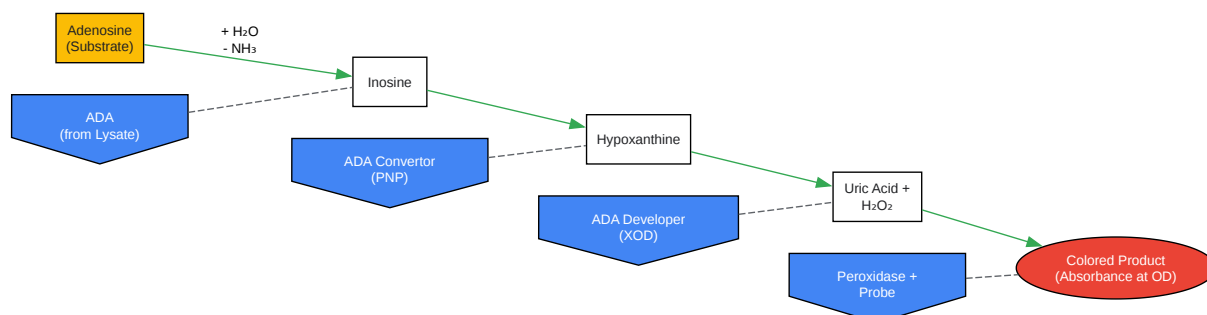 Adenosine
(Substrate)
+ H₂O
- NH₃
Inosine
ADA
(from Lysate)
Hypoxanthine
ADA Convertor
(PNP)
Uric Acid +
H₂O₂
ADA Developer
(XOD)
Colored Product
(Absorbance at OD)
Peroxidase +
Probe